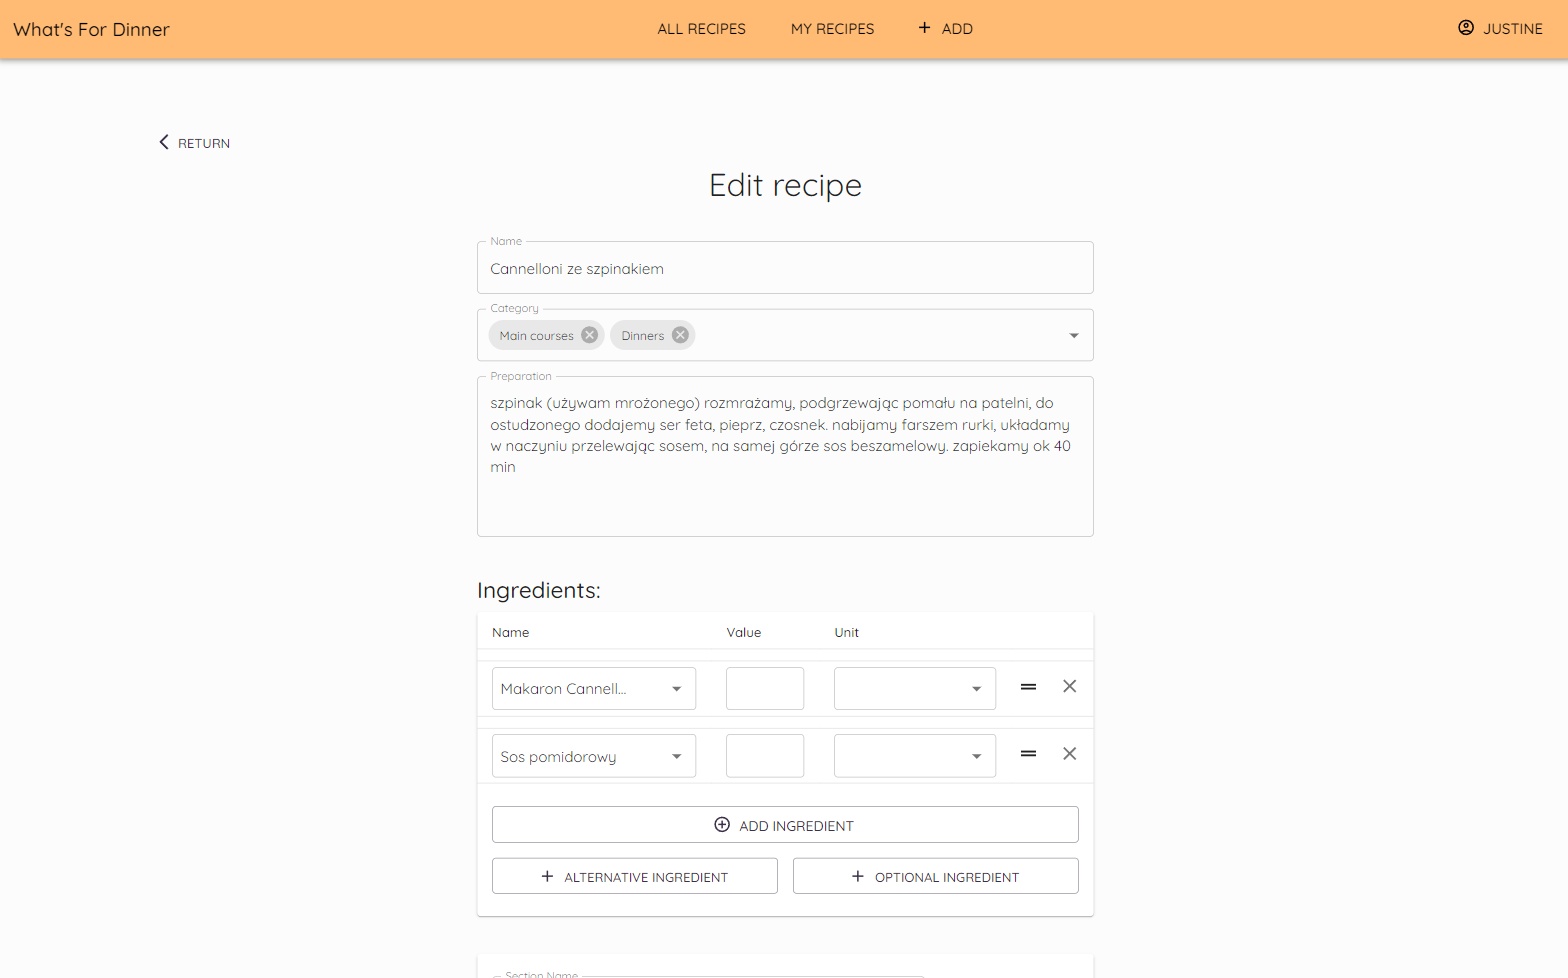 What's For Dinner
ALL RECIPES
MY RECIPES
ADD
JUSTINE
RETURN
Edit recipe
Name
Cannelloni ze szpinakiem
Category
Main courses
Dinners
Preparation
szpinak (używam mrożonego) rozmrażamy, podgrzewając pomału na patelni, do
ostudzonego dodajemy ser feta, pieprz, czosnek. nabijamy farszem rurki, układamy
w naczyniu przelewając sosem, na samej górze sos beszamelowy. zapiekamy ok 40
min
Ingredients:
Name Value Unit
Makaron Cannell...
Sos pomidorowy
ADD INGREDIENT
ALTERNATIVE INGREDIENT
OPTIONAL INGREDIENT
Section Name